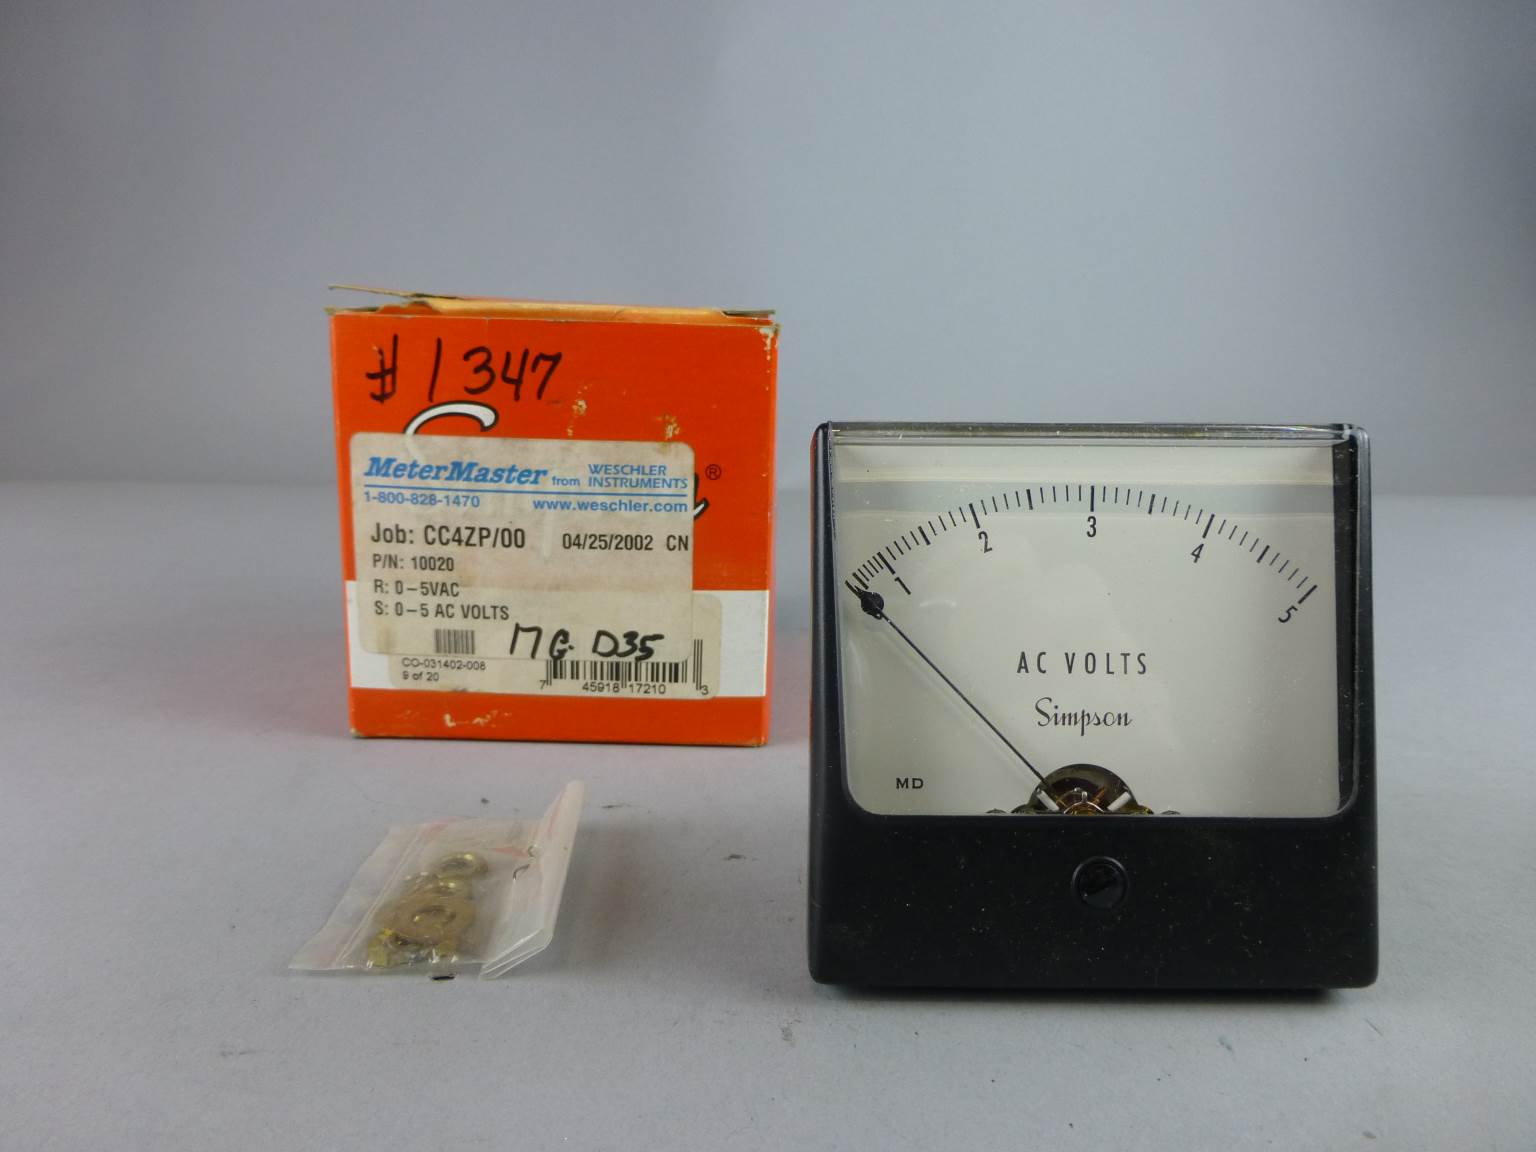 #1347
®
MeterMaster from WESCHLER INSTRUMENTS
1-800-828-1470 www.weschler.com
Job: CC4ZP/00 04/25/2002 CN
P/N: 10020
R: 0-5VAC
S: 0-5 AC VOLTS
17 G. D35
CO-031402-008
9 of 20
7 45918 17210 3
0 1 2 3 4 5
AC VOLTS
Simpson
MD